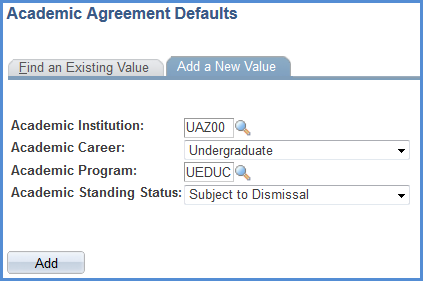 Academic Agreement Defaults
Find an Existing Value Add a New Value
Academic Institution: UAZ00
Academic Career: Undergraduate
Academic Program: UEDUC
Academic Standing Status: Subject to Dismissal
Add